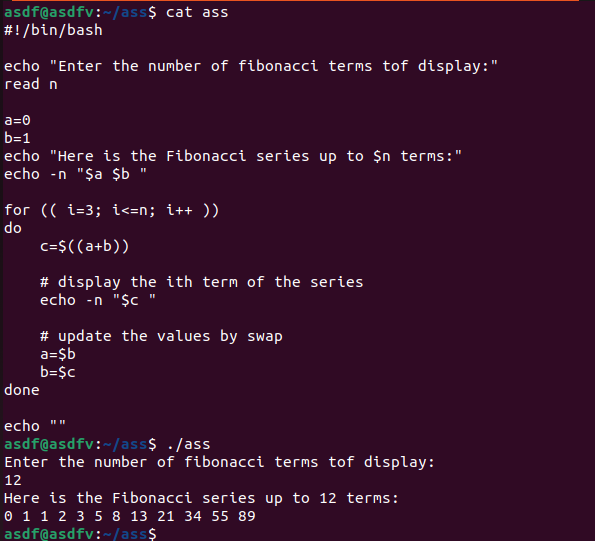 asdf@asdfv:~/ass$ cat ass
#!/bin/bash

echo "Enter the number of fibonacci terms tof display:"
read n

a=0
b=1
echo "Here is the Fibonacci series up to $n terms:"
echo -n "$a $b "

for (( i=3; i<=n; i++ ))
do
    c=$((a+b))

    # display the ith term of the series
    echo -n "$c "

    # update the values by swap
    a=$b
    b=$c
done

echo ""
asdf@asdfv:~/ass$ ./ass
Enter the number of fibonacci terms tof display:
12
Here is the Fibonacci series up to 12 terms:
0 1 1 2 3 5 8 13 21 34 55 89
asdf@asdfv:~/ass$